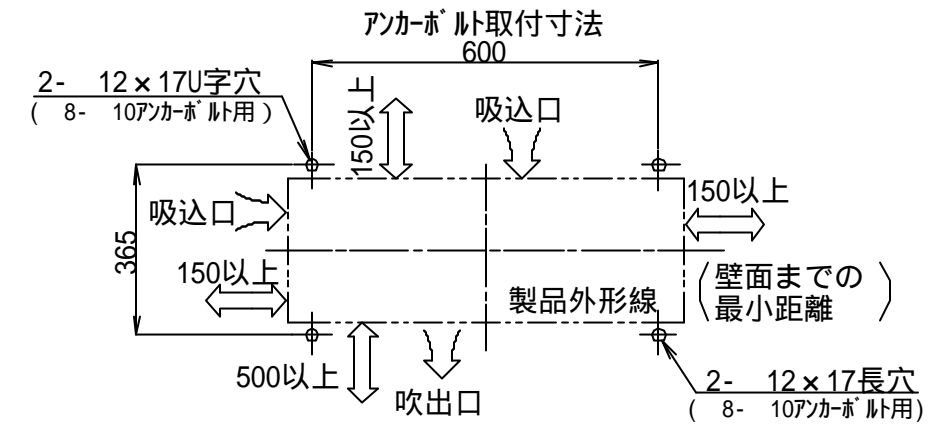 アンカーボルト取付寸法
600
2- 12×17U字穴
( 8- 10アンカーボルト用)
150以上
吸込口
吸込口
150以上
365
150以上
製品外形線
(壁面までの
最小距離)
500以上
吹出口
2- 12×17長穴
( 8- 10アンカーボルト用)